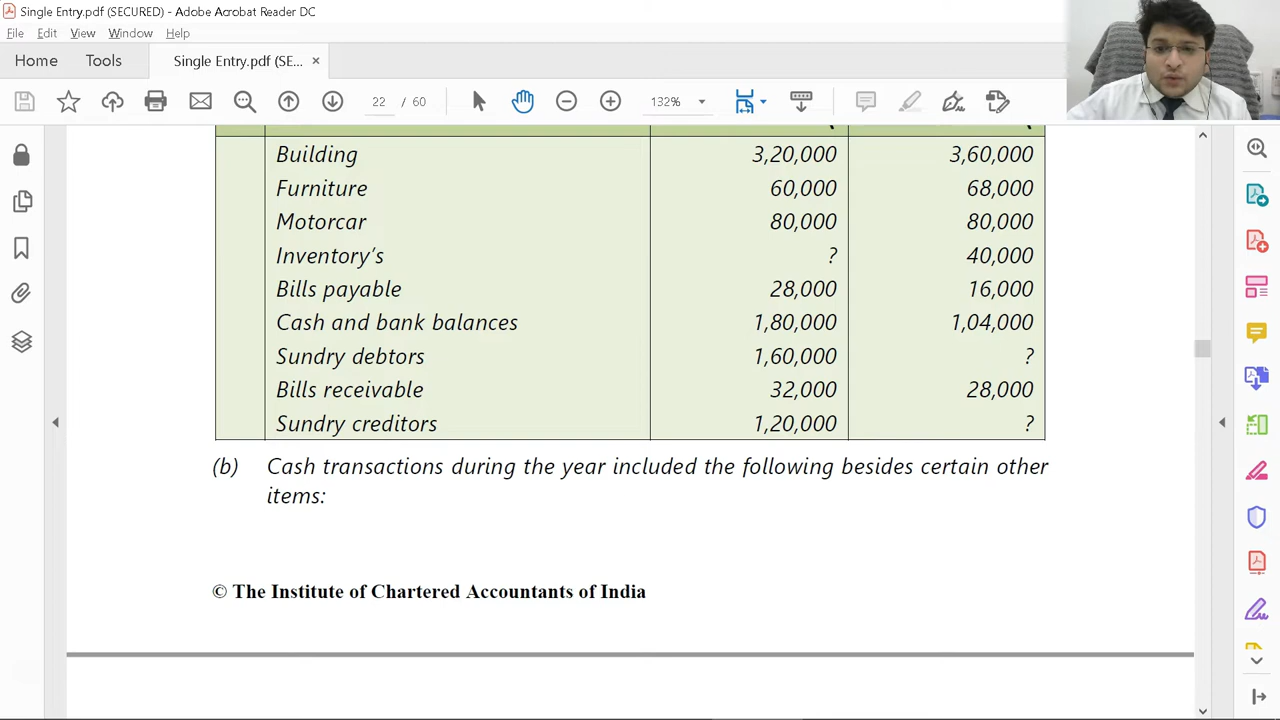 Single Entry.pdf (SECURED) - Adobe Acrobat Reader DC
File Edit View Window Help
Home Tools Single Entry.pdf (SE... ×
22 / 60 132%
Building 3,20,000 3,60,000
Furniture 60,000 68,000
Motorcar 80,000 80,000
Inventory’s ? 40,000
Bills payable 28,000 16,000
Cash and bank balances 1,80,000 1,04,000
Sundry debtors 1,60,000 ?
Bills receivable 32,000 28,000
Sundry creditors 1,20,000 ?
(b) Cash transactions during the year included the following besides certain other
items:
© The Institute of Chartered Accountants of India